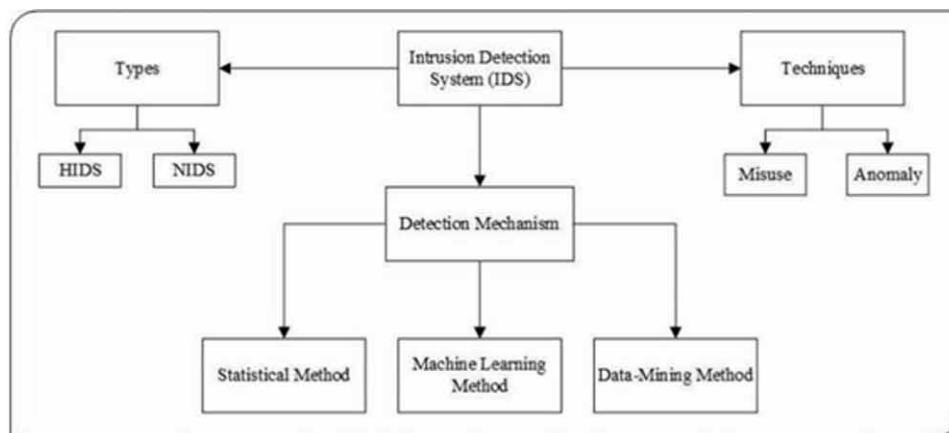 Types
Intrusion Detection
System (IDS)
Techniques
HIDS
NIDS
Misuse
Anomaly
Detection Mechanism
Statistical Method
Machine Learning
Method
Data-Mining Method